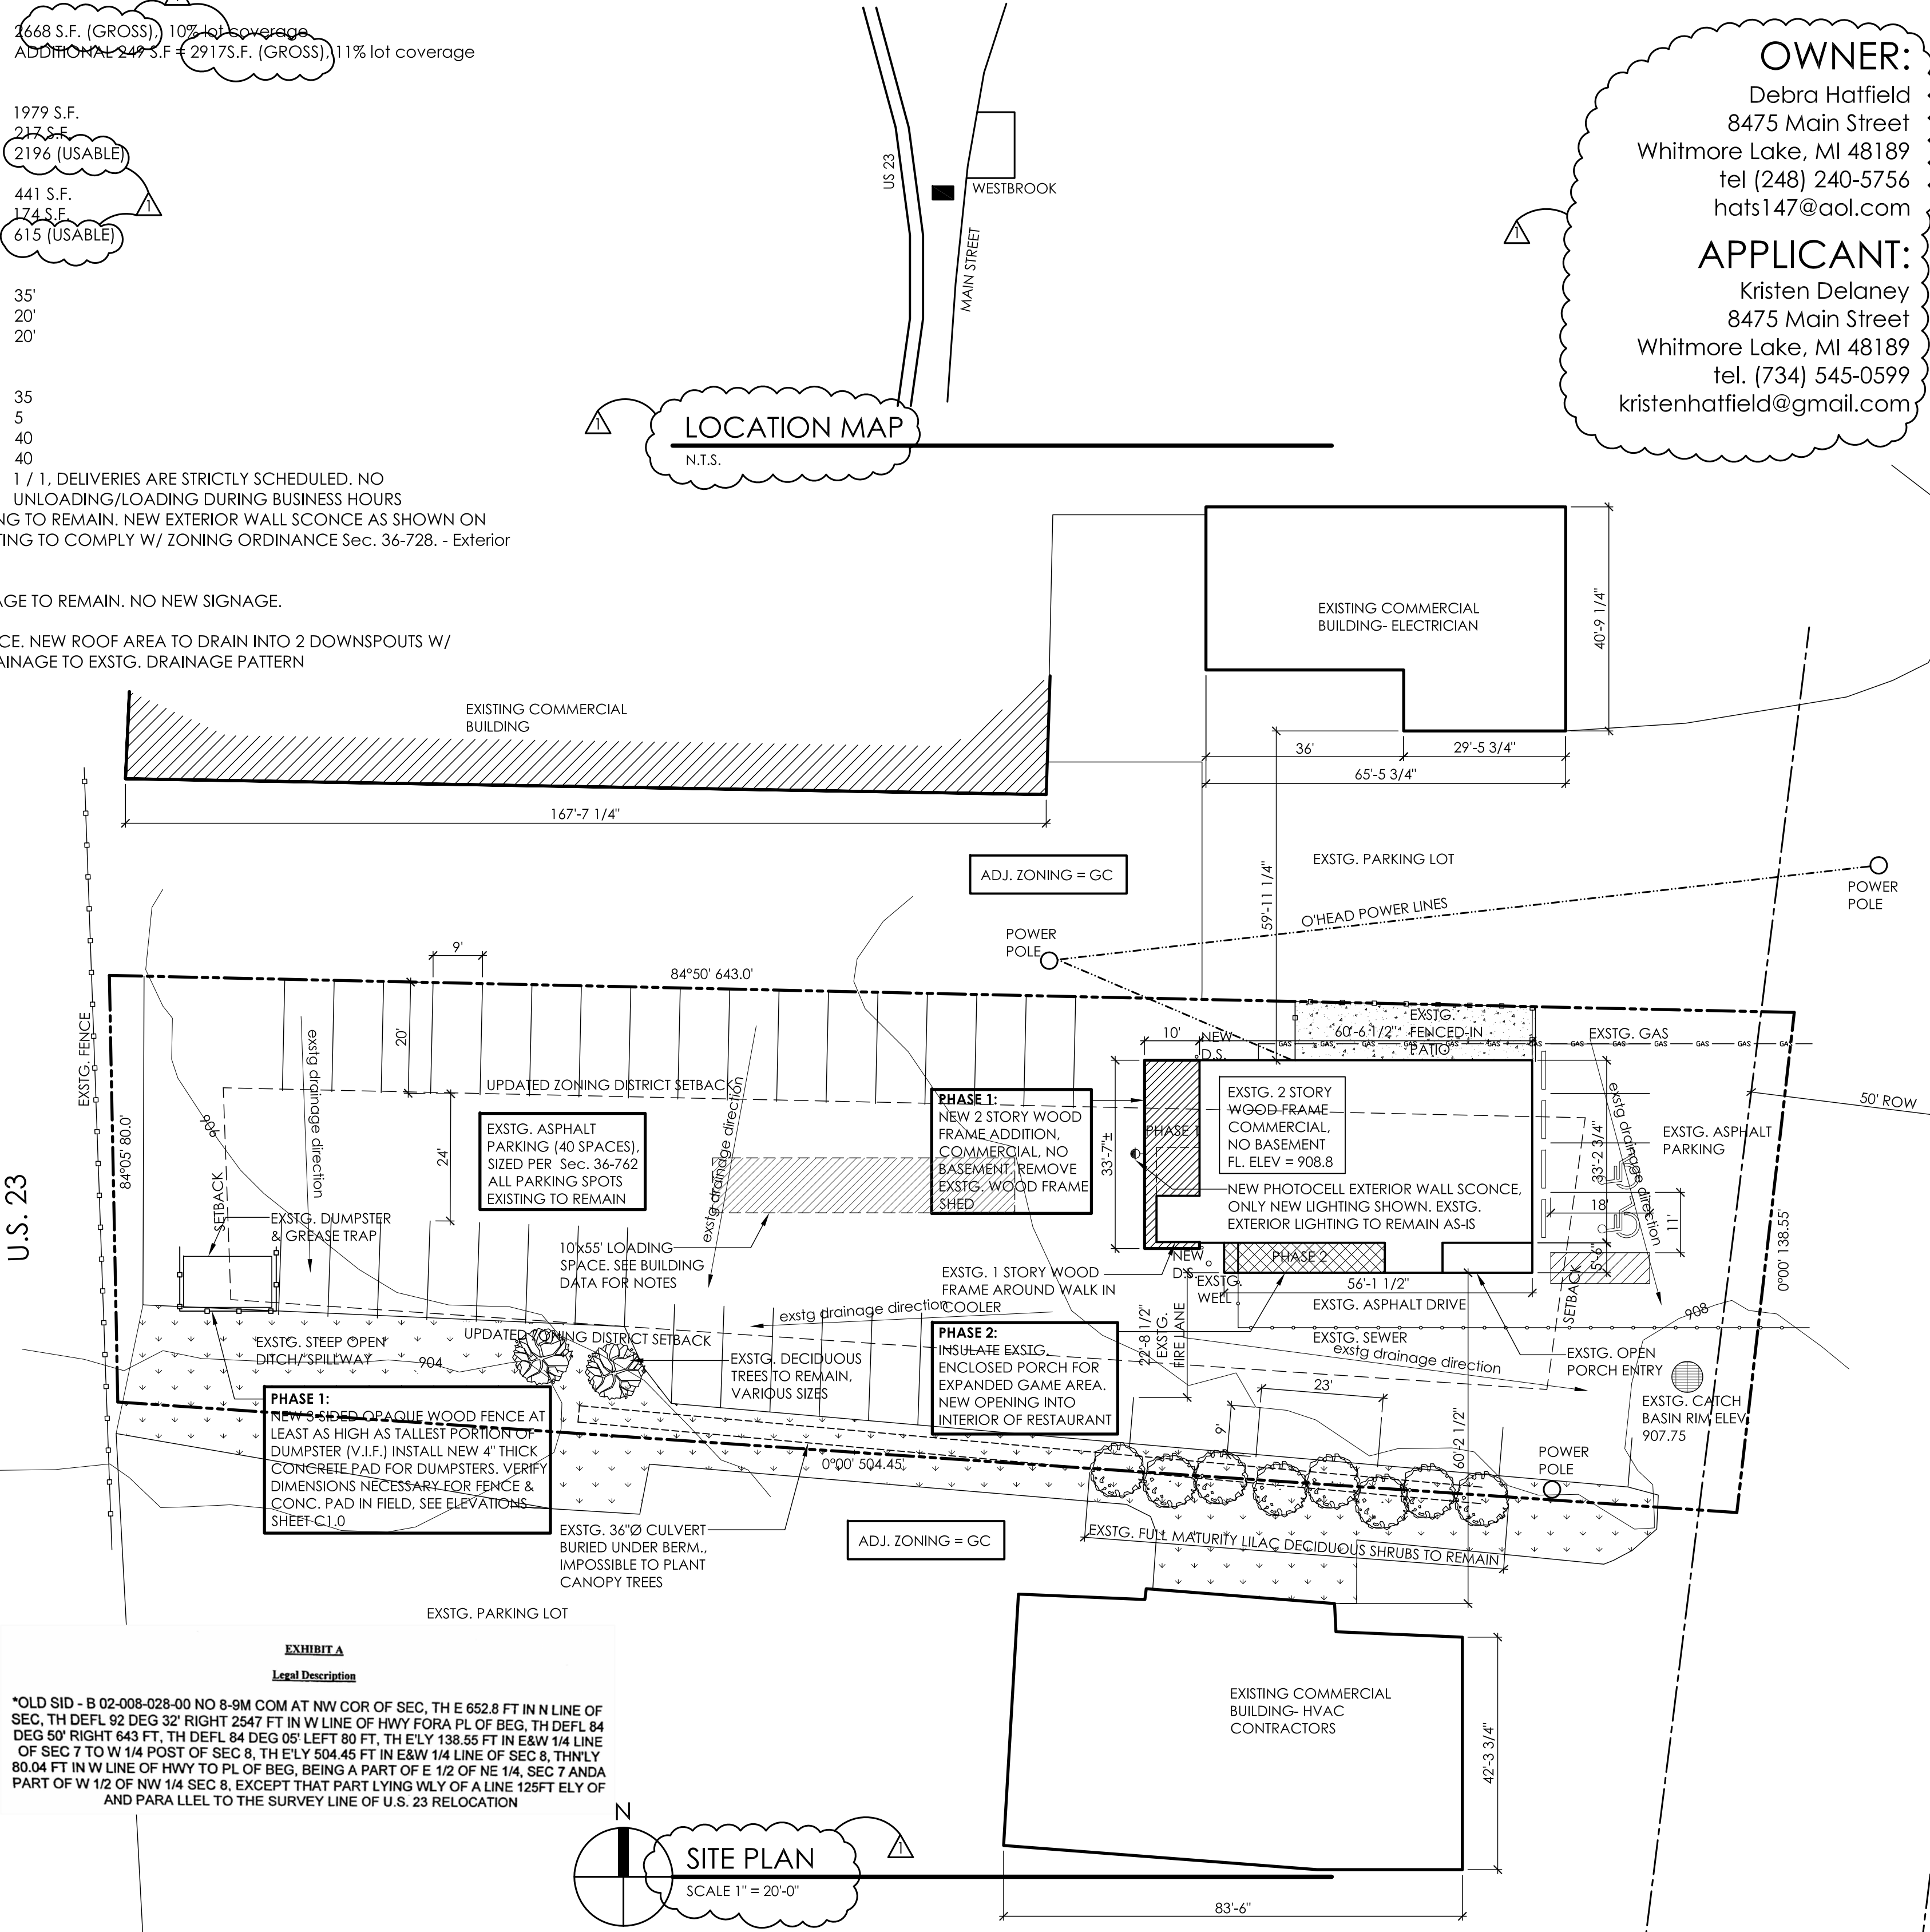 2668 S.F. (GROSS), 10% lot coverage
ADDITIONAL 249 S.F = 2917S.F. (GROSS), 11% lot coverage
1979 S.F.
217 S.F.
2196 (USABLE)
441 S.F.
174 S.F.
615 (USABLE)
1
35'
20'
20'
35
5
40
40
1 / 1, DELIVERIES ARE STRICTLY SCHEDULED. NO
UNLOADING/LOADING DURING BUSINESS HOURS
NG TO REMAIN. NEW EXTERIOR WALL SCONCE AS SHOWN ON
TING TO COMPLY W/ ZONING ORDINANCE Sec. 36-728. - Exterior
AGE TO REMAIN. NO NEW SIGNAGE.
CE. NEW ROOF AREA TO DRAIN INTO 2 DOWNSPOUTS W/
AINAGE TO EXSTG. DRAINAGE PATTERN
US 23
WESTBROOK
MAIN STREET
1
LOCATION MAP
N.T.S.
OWNER:
Debra Hatfield
8475 Main Street
Whitmore Lake, MI 48189
tel (248) 240-5756
hats147@aol.com
1
APPLICANT:
Kristen Delaney
8475 Main Street
Whitmore Lake, MI 48189
tel. (734) 545-0599
kristenhatfield@gmail.com
EXISTING COMMERCIAL
BUILDING- ELECTRICIAN
40'-9 1/4"
36'
29'-5 3/4"
65'-5 3/4"
EXISTING COMMERCIAL
BUILDING
167'-7 1/4"
ADJ. ZONING = GC
EXSTG. PARKING LOT
59'-11 1/4"
O'HEAD POWER LINES
POWER
POLE
POWER
POLE
9'
84°50' 643.0'
20'
24'
EXSTG. FENCE
84°05' 80.0'
U.S. 23
906
exstg drainage direction
UPDATED ZONING DISTRICT SETBACK
exstg drainage direction
EXSTG. ASPHALT
PARKING (40 SPACES),
SIZED PER Sec. 36-762
ALL PARKING SPOTS
EXISTING TO REMAIN
PHASE 1:
NEW 2 STORY WOOD
FRAME ADDITION,
COMMERCIAL, NO
BASEMENT, REMOVE
EXSTG. WOOD FRAME
SHED
10'
NEW
D.S.
33'-7"±
PHASE 1
EXSTG.
FENCED-IN
PATIO
60'-6 1/2"
GAS GAS GAS GAS GAS GAS GAS GAS GAS GAS GAS GAS GAS
EXSTG. GAS
EXSTG. 2 STORY
WOOD FRAME
COMMERCIAL,
NO BASEMENT
FL. ELEV = 908.8
NEW PHOTOCELL EXTERIOR WALL SCONCE,
ONLY NEW LIGHTING SHOWN. EXSTG.
EXTERIOR LIGHTING TO REMAIN AS-IS
33'-2 3/4"
exstg drainage direction
EXSTG. ASPHALT
PARKING
50' ROW
18'
11'
5'-6"
SETBACK
0°00' 138.55'
908
SETBACK
EXSTG. DUMPSTER
& GREASE TRAP
10'x55' LOADING
SPACE. SEE BUILDING
DATA FOR NOTES
EXSTG. 1 STORY WOOD
FRAME AROUND WALK IN
COOLER
NEW
D.S.
EXSTG.
WELL
PHASE 2
56'-1 1/2"
EXSTG. ASPHALT DRIVE
exstg drainage direction
EXSTG. STEEP OPEN
DITCH/ SPILLWAY
904
UPDATED ZONING DISTRICT SETBACK
EXSTG. DECIDUOUS
TREES TO REMAIN,
VARIOUS SIZES
PHASE 2:
INSULATE EXSTG.
ENCLOSED PORCH FOR
EXPANDED GAME AREA.
NEW OPENING INTO
INTERIOR OF RESTAURANT
22'-8 1/2"
EXSTG.
FIRE LANE
EXSTG. SEWER
exstg drainage direction
EXSTG. OPEN
PORCH ENTRY
EXSTG. CATCH
BASIN RIM ELEV
907.75
23'
9'
60'-2 1/2"
POWER
POLE
PHASE 1:
NEW 3-SIDED OPAQUE WOOD FENCE AT
LEAST AS HIGH AS TALLEST PORTION OF
DUMPSTER (V.I.F.) INSTALL NEW 4" THICK
CONCRETE PAD FOR DUMPSTERS. VERIFY
DIMENSIONS NECESSARY FOR FENCE &
CONC. PAD IN FIELD, SEE ELEVATIONS
SHEET C1.0
0°00' 504.45'
EXSTG. 36"Ø CULVERT
BURIED UNDER BERM.,
IMPOSSIBLE TO PLANT
CANOPY TREES
ADJ. ZONING = GC
EXSTG. FULL MATURITY LILAC DECIDUOUS SHRUBS TO REMAIN
EXSTG. PARKING LOT
EXHIBIT A
Legal Description
*OLD SID - B 02-008-028-00 NO 8-9M COM AT NW COR OF SEC, TH E 652.8 FT IN N LINE OF
SEC, TH DEFL 92 DEG 32' RIGHT 2547 FT IN W LINE OF HWY FORA PL OF BEG, TH DEFL 84
DEG 50' RIGHT 643 FT, TH DEFL 84 DEG 05' LEFT 80 FT, TH E'LY 138.55 FT IN E&W 1/4 LINE
OF SEC 7 TO W 1/4 POST OF SEC 8, TH E'LY 504.45 FT IN E&W 1/4 LINE OF SEC 8, THN'LY
80.04 FT IN W LINE OF HWY TO PL OF BEG, BEING A PART OF E 1/2 OF NE 1/4, SEC 7 ANDA
PART OF W 1/2 OF NW 1/4 SEC 8, EXCEPT THAT PART LYING WLY OF A LINE 125FT ELY OF
AND PARA LLEL TO THE SURVEY LINE OF U.S. 23 RELOCATION
EXISTING COMMERCIAL
BUILDING- HVAC
CONTRACTORS
42'-3 3/4"
83'-6"
N
SITE PLAN
SCALE 1" = 20'-0"
1